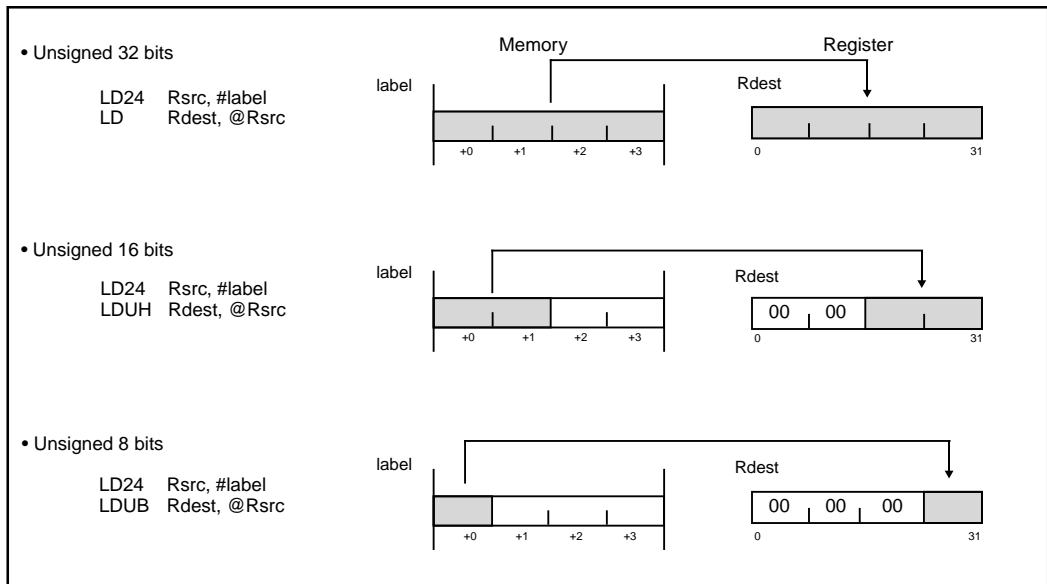 • Unsigned 32 bits
Memory
Register
label
Rdest
LD24 Rsrc, #label
LD Rdest, @Rsrc
+0 +1 +2 +3
0 31
• Unsigned 16 bits
label
Rdest
LD24 Rsrc, #label
LDUH Rdest, @Rsrc
00 00
+0 +1 +2 +3
0 31
• Unsigned 8 bits
label
Rdest
LD24 Rsrc, #label
LDUB Rdest, @Rsrc
00 00 00
+0 +1 +2 +3
0 31